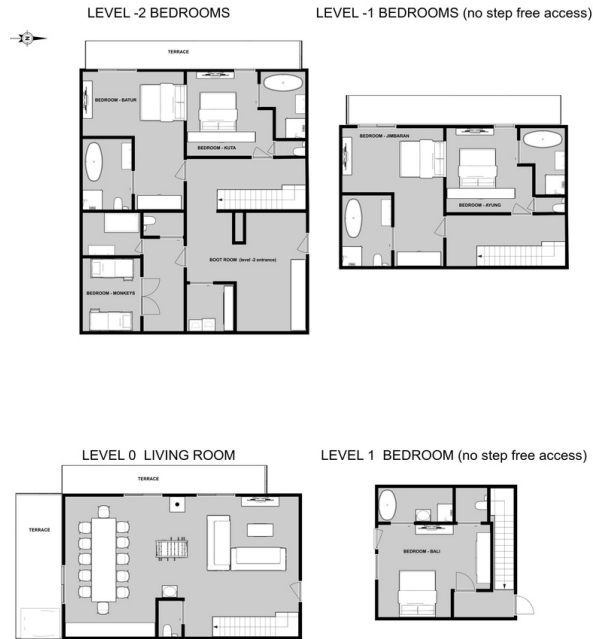 LEVEL -2 BEDROOMS
LEVEL -1 BEDROOMS (no step free access)
TERRACE
BEDROOM - BATUR
BEDROOM - KUTA
BOOT ROOM (level -2 entrance)
BEDROOM - MONKEYS
BEDROOM - JIMBARAN
BEDROOM - AYUNG
LEVEL 0 LIVING ROOM
LEVEL 1 BEDROOM (no step free access)
TERRACE
TERRACE
BEDROOM - BALI